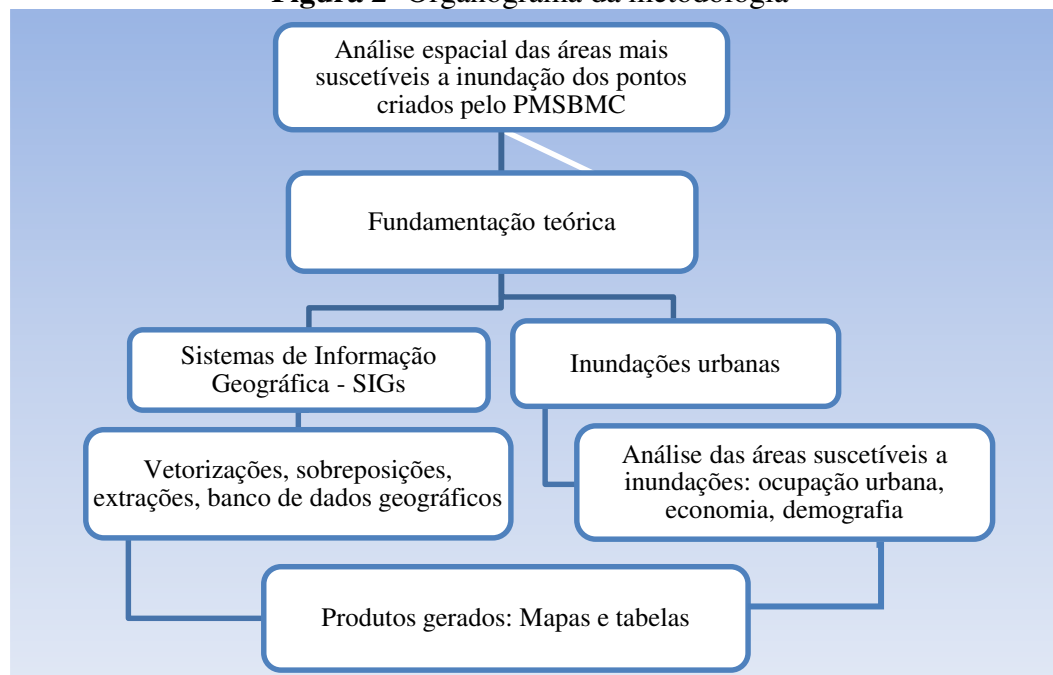 Figura 2- Organograma da metodologia
Análise espacial das áreas mais
suscetíveis a inundação dos pontos
criados pelo PMSBMC
Fundamentação teórica
Sistemas de Informação
Geográfica - SIGs
Inundações urbanas
Vetorizações, sobreposições,
extrações, banco de dados geográficos
Análise das áreas suscetíveis a
inundações: ocupação urbana,
economia, demografia
Produtos gerados: Mapas e tabelas